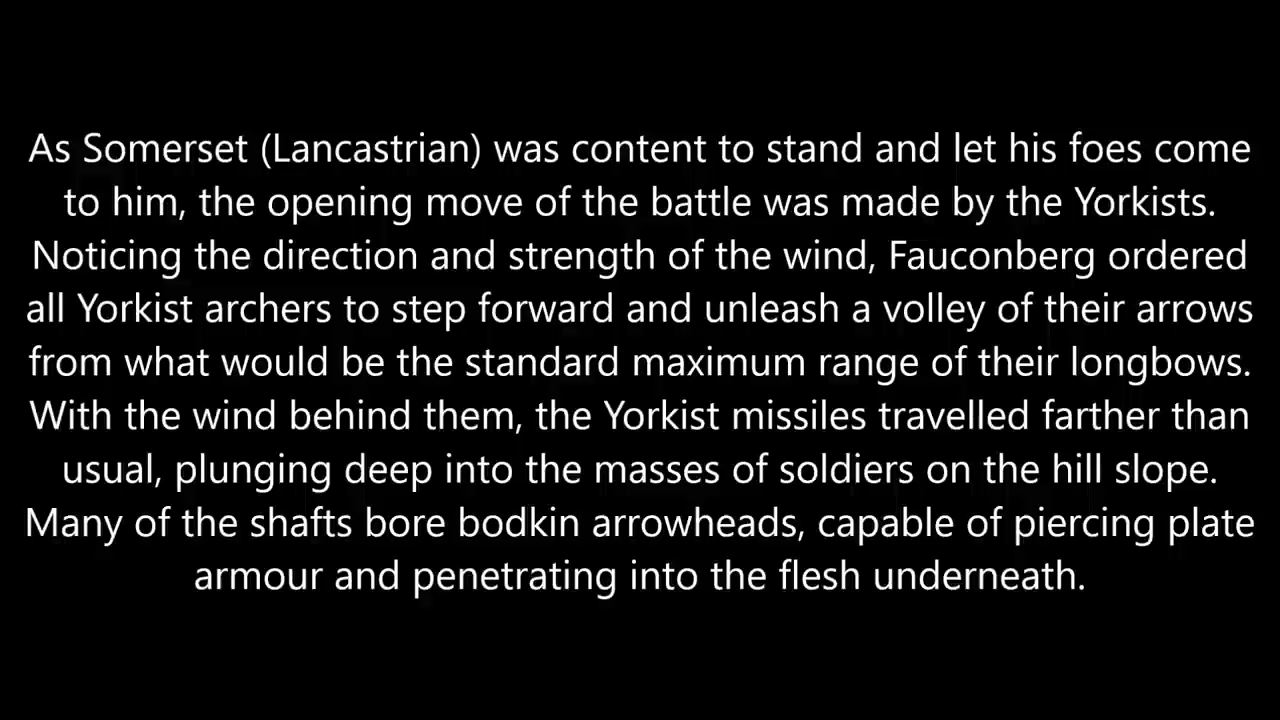 As Somerset (Lancastrian) was content to stand and let his foes come
to him, the opening move of the battle was made by the Yorkists.
Noticing the direction and strength of the wind, Fauconberg ordered
all Yorkist archers to step forward and unleash a volley of their arrows
from what would be the standard maximum range of their longbows.
With the wind behind them, the Yorkist missiles travelled farther than
usual, plunging deep into the masses of soldiers on the hill slope.
Many of the shafts bore bodkin arrowheads, capable of piercing plate
armour and penetrating into the flesh underneath.